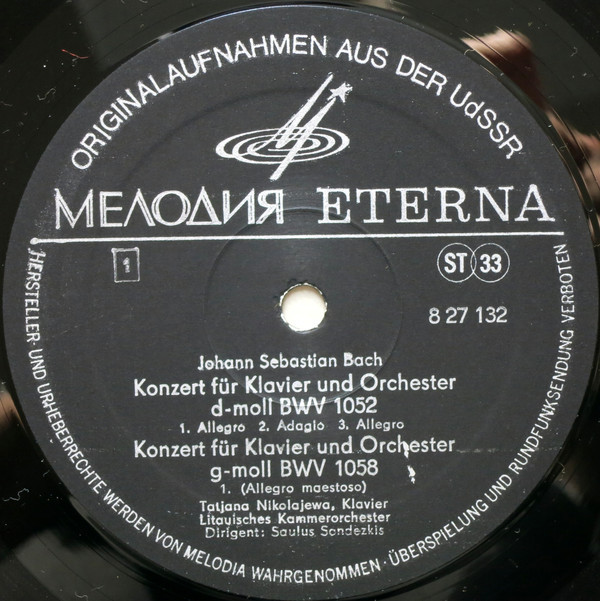 ORIGINALAUFNAHMEN AUS DER UdSSR
МЕЛОДИЯ ETERNA
1
ST 33
8 27 132
Johann Sebastian Bach
Konzert für Klavier und Orchester
d-moll BWV 1052
1. Allegro 2. Adagio 3. Allegro
Konzert für Klavier und Orchester
g-moll BWV 1058
1. (Allegro maestoso)
Tatjana Nikolajewa, Klavier
Litauisches Kammerorchester
Dirigent: Saulus Sondezkis
HERSTELLER- UND URHEBERRECHTE WERDEN VON MELODIA WAHRGENOMMEN · ÜBERSPIELUNG UND RUNDFUNKSENDUNG VERBOTEN